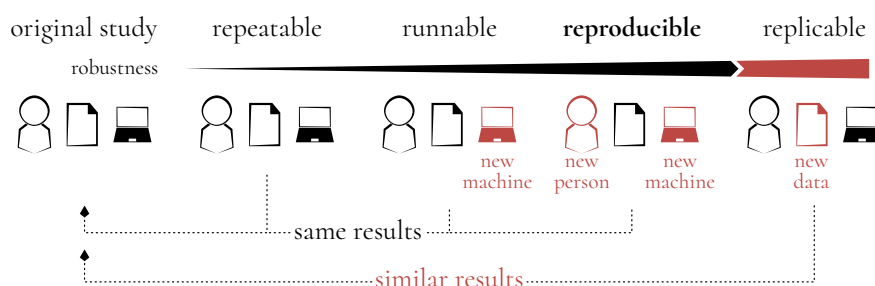 original study repeatable runnable reproducible replicable
robustness
new new new new
machine person machine data
same results
similar results